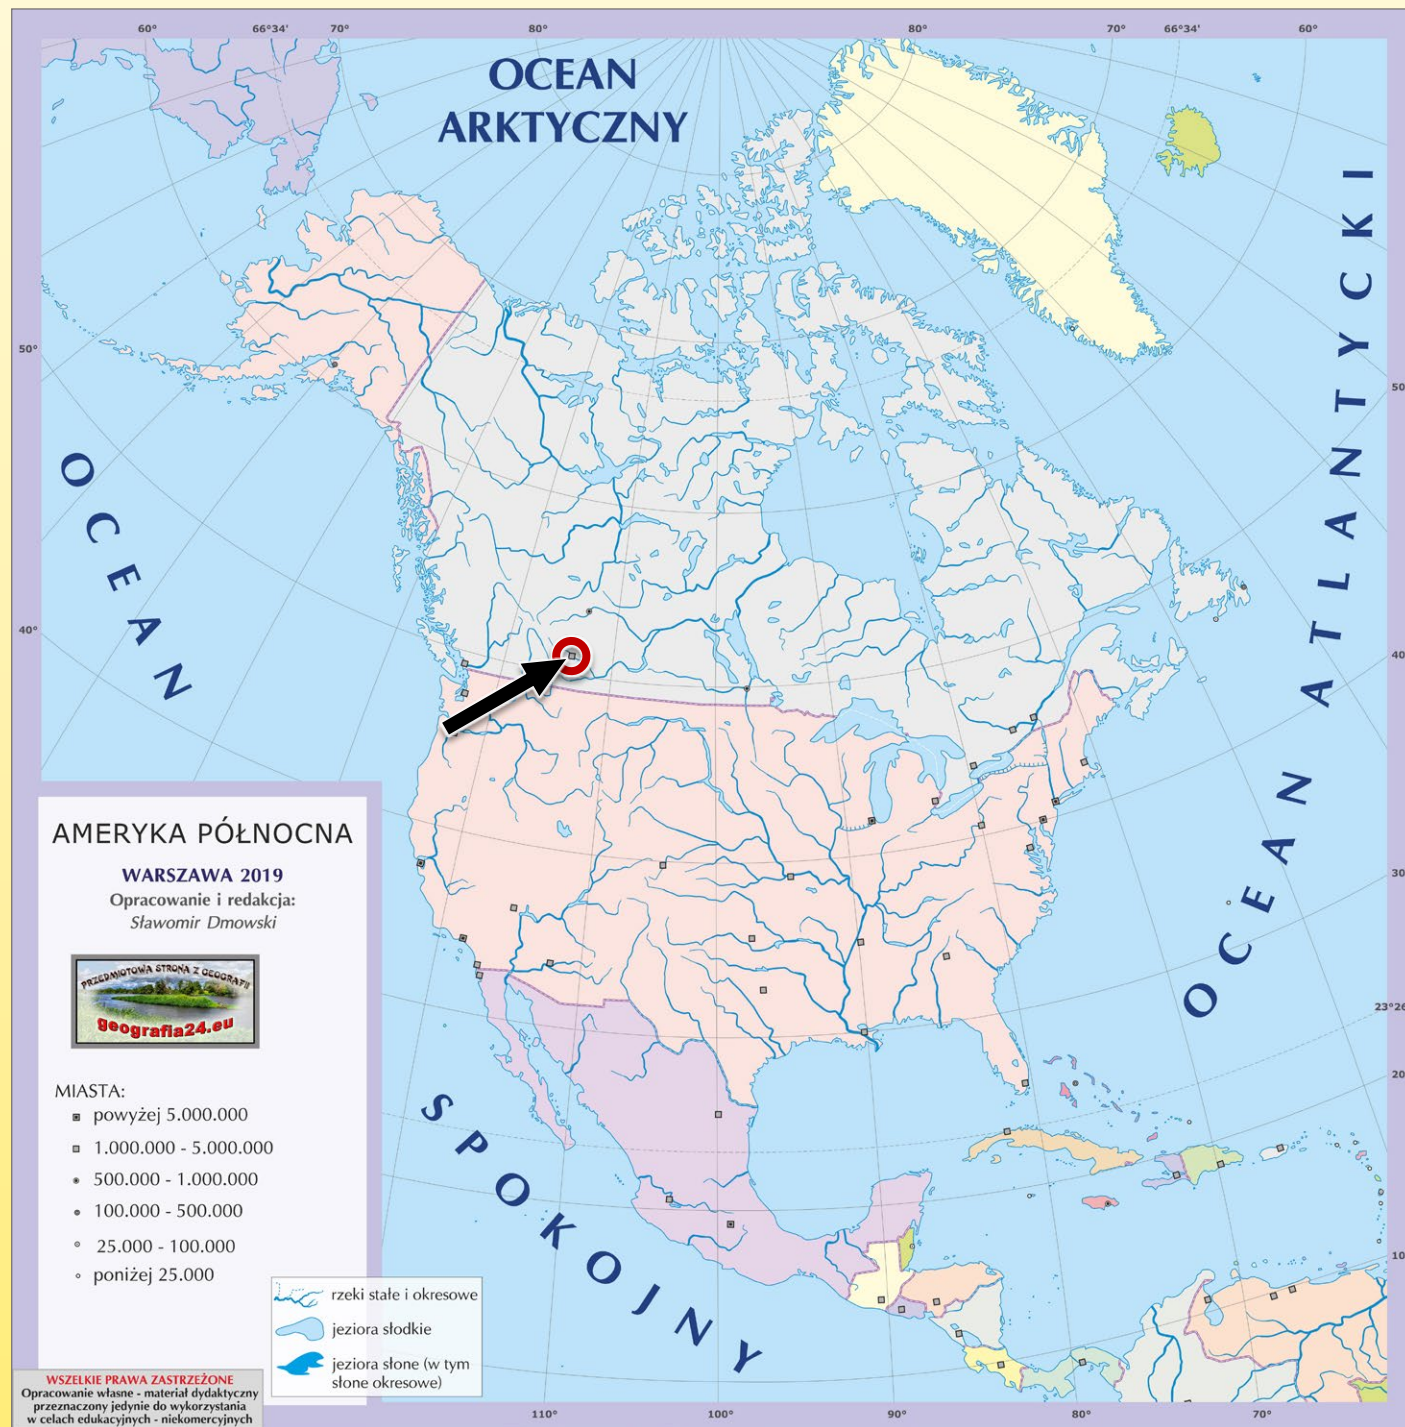 60° 66°34' 70° 80° 80° 70° 66°34' 60°
OCEAN
ARKTYCZNY
50°
40°
OCEAN
SPOKOJNY
OCEAN ATLANTYCKI
50
40
30
23°26
20
10
AMERYKA PÓŁNOCNA
WARSZAWA 2019
Opracowanie i redakcja:
Sławomir Dmowski
PRZEDMIOTOWA STRONA Z GEOGRAFII
geografia24.eu
MIASTA:
powyżej 5.000.000
1.000.000 - 5.000.000
500.000 - 1.000.000
100.000 - 500.000
25.000 - 100.000
poniżej 25.000
rzeki stałe i okresowe
jeziora słodkie
jeziora słone (w tym
słone okresowe)
WSZELKIE PRAWA ZASTRZEŻONE
Opracowanie własne - materiał dydaktyczny
przeznaczony jedynie do wykorzystania
w celach edukacyjnych - niekomercyjnych
110° 100° 90° 80° 70°